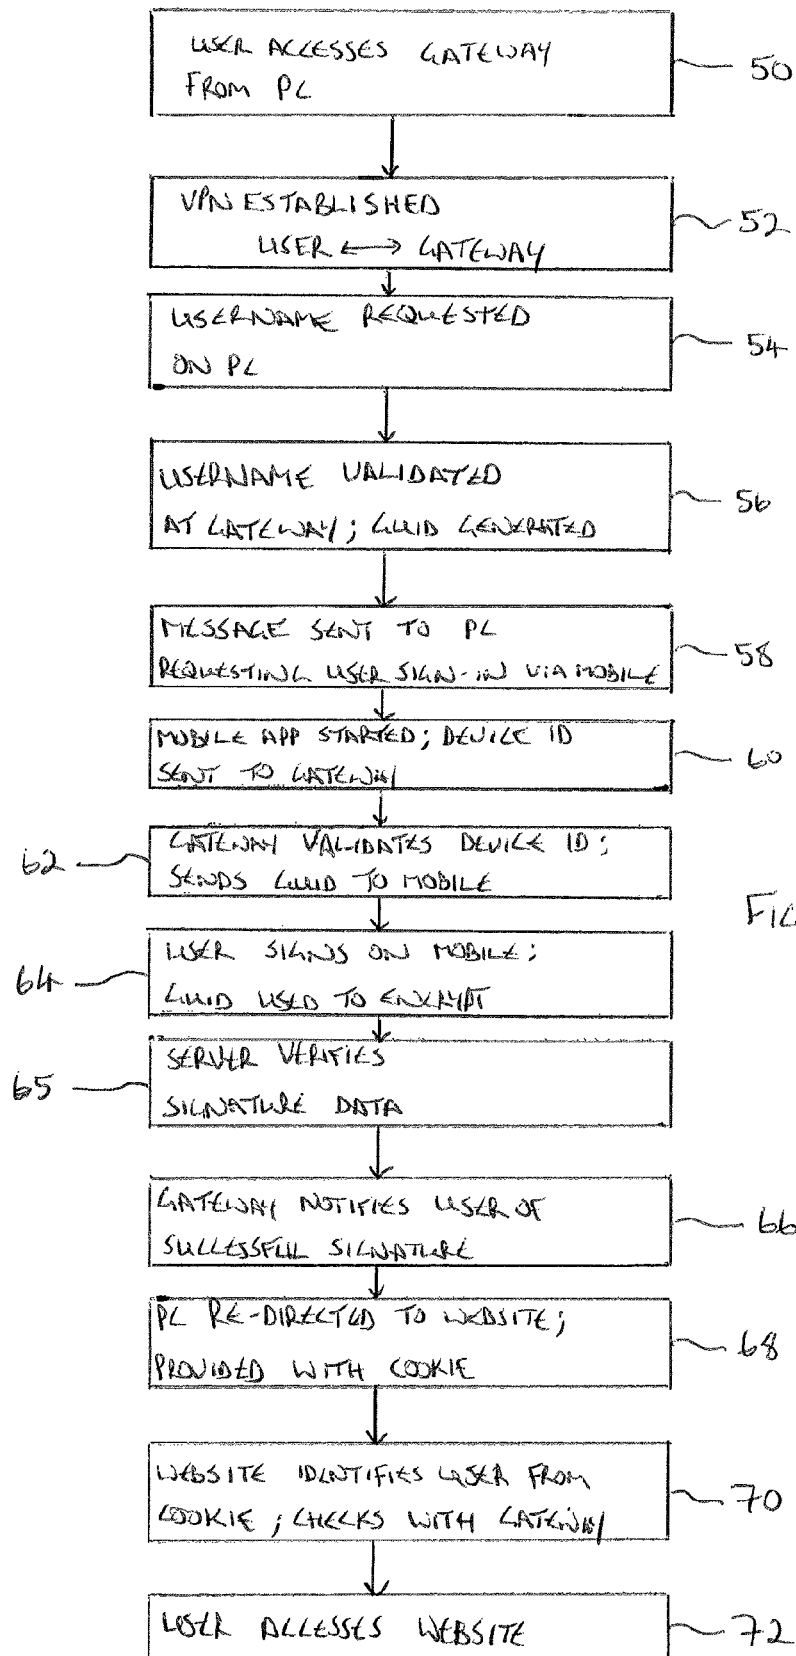 USER ACCESSES GATEWAY
FROM PC
50
VPN ESTABLISHED
USER ↔ GATEWAY
52
USERNAME REQUESTED
ON PC
54
USERNAME VALIDATED
AT GATEWAY; GUID GENERATED
56
MESSAGE SENT TO PC
REQUESTING USER SIGN-IN VIA MOBILE
58
MOBILE APP STARTED; DEVICE ID
SENT TO GATEWAY
60
62
GATEWAY VALIDATES DEVICE ID;
SENDS GUID TO MOBILE
FIG
64
USER SIGNS ON MOBILE;
GUID USED TO ENCRYPT
65
SERVER VERIFIES
SIGNATURE DATA
GATEWAY NOTIFIES USER OF
SUCCESSFUL SIGNATURE
66
PC RE-DIRECTED TO WEBSITE;
PROVIDED WITH COOKIE
68
WEBSITE IDENTIFIES USER FROM
COOKIE; CHECKS WITH GATEWAY
70
USER ACCESSES WEBSITE
72